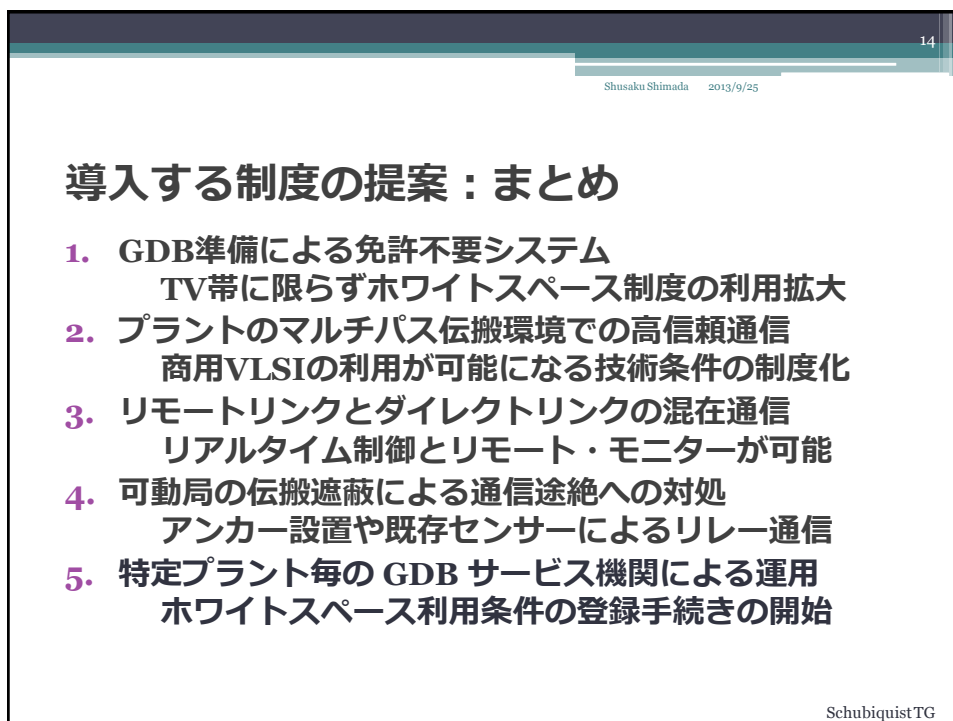 14
Shusaku Shimada 2013/9/25
導入する制度の提案：まとめ
1. GDB準備による免許不要システム
TV帯に限らずホワイトスペース制度の利用拡大
2. プラントのマルチパス伝搬環境での高信頼通信
商用VLSIの利用が可能になる技術条件の制度化
3. リモートリンクとダイレクトリンクの混在通信
リアルタイム制御とリモート・モニターが可能
4. 可動局の伝搬遮蔽による通信途絶への対処
アンカー設置や既存センサーによるリレー通信
5. 特定プラント毎の GDB サービス機関による運用
ホワイトスペース利用条件の登録手続きの開始
Schubiquist TG